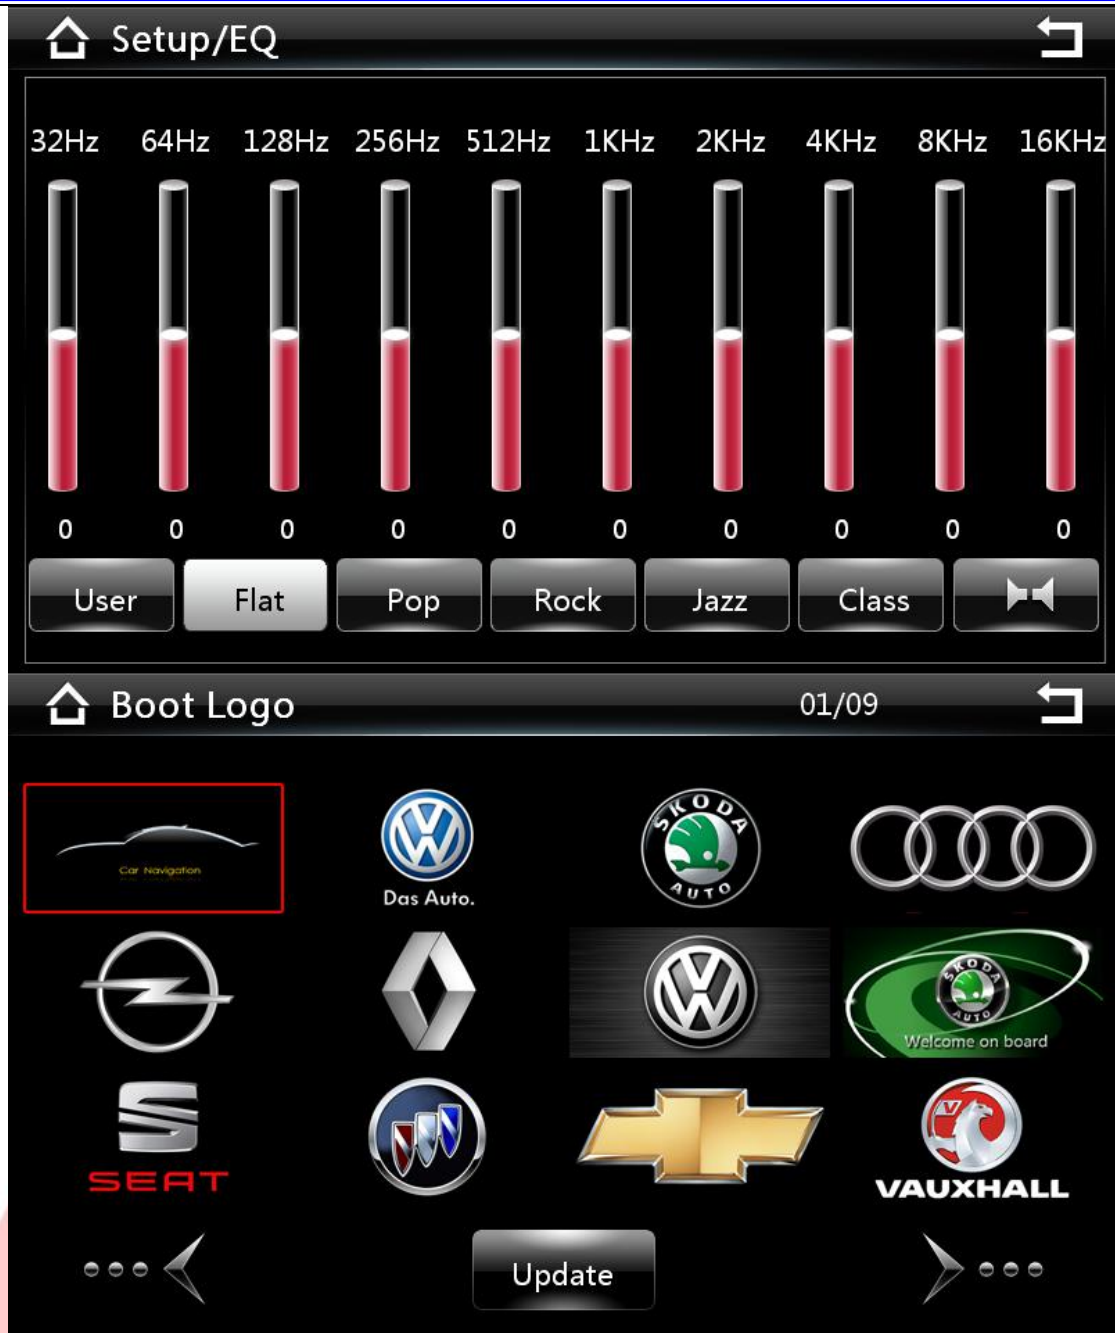 Setup/EQ
32Hz 64Hz 128Hz 256Hz 512Hz 1KHz 2KHz 4KHz 8KHz 16KHz
0 0 0 0 0 0 0 0 0 0
User Flat Pop Rock Jazz Class
Boot Logo 01/09
Car Navigation
Das Auto.
ŠKODA
AUTO
ŠKODA
AUTO
Welcome on board
SEAT
V
VAUXHALL
Update